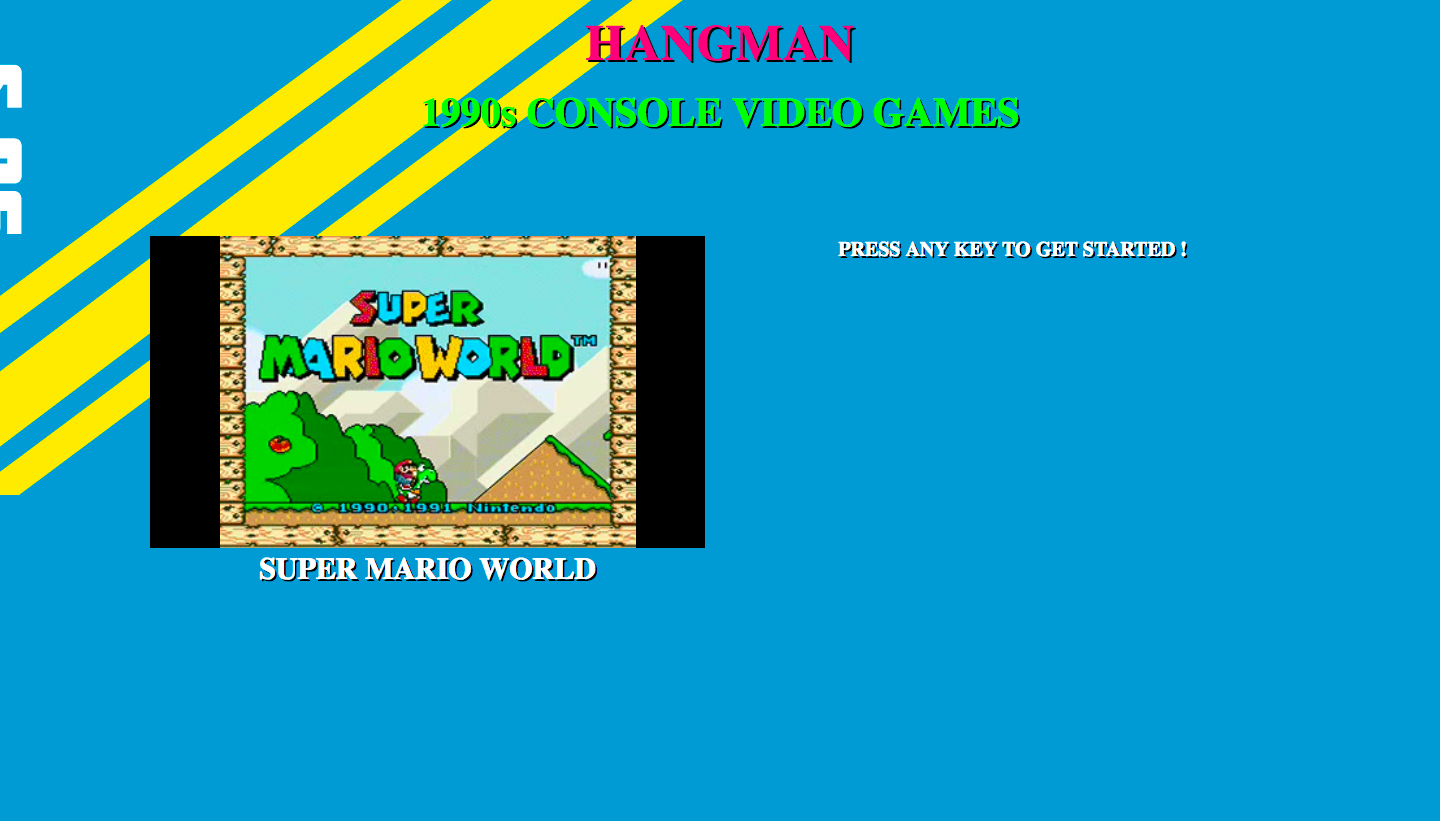 HANGMAN
1990s CONSOLE VIDEO GAMES
PRESS ANY KEY TO GET STARTED !
SUPER
MARIO WORLD™
© 1990,1991 Nintendo
SUPER MARIO WORLD